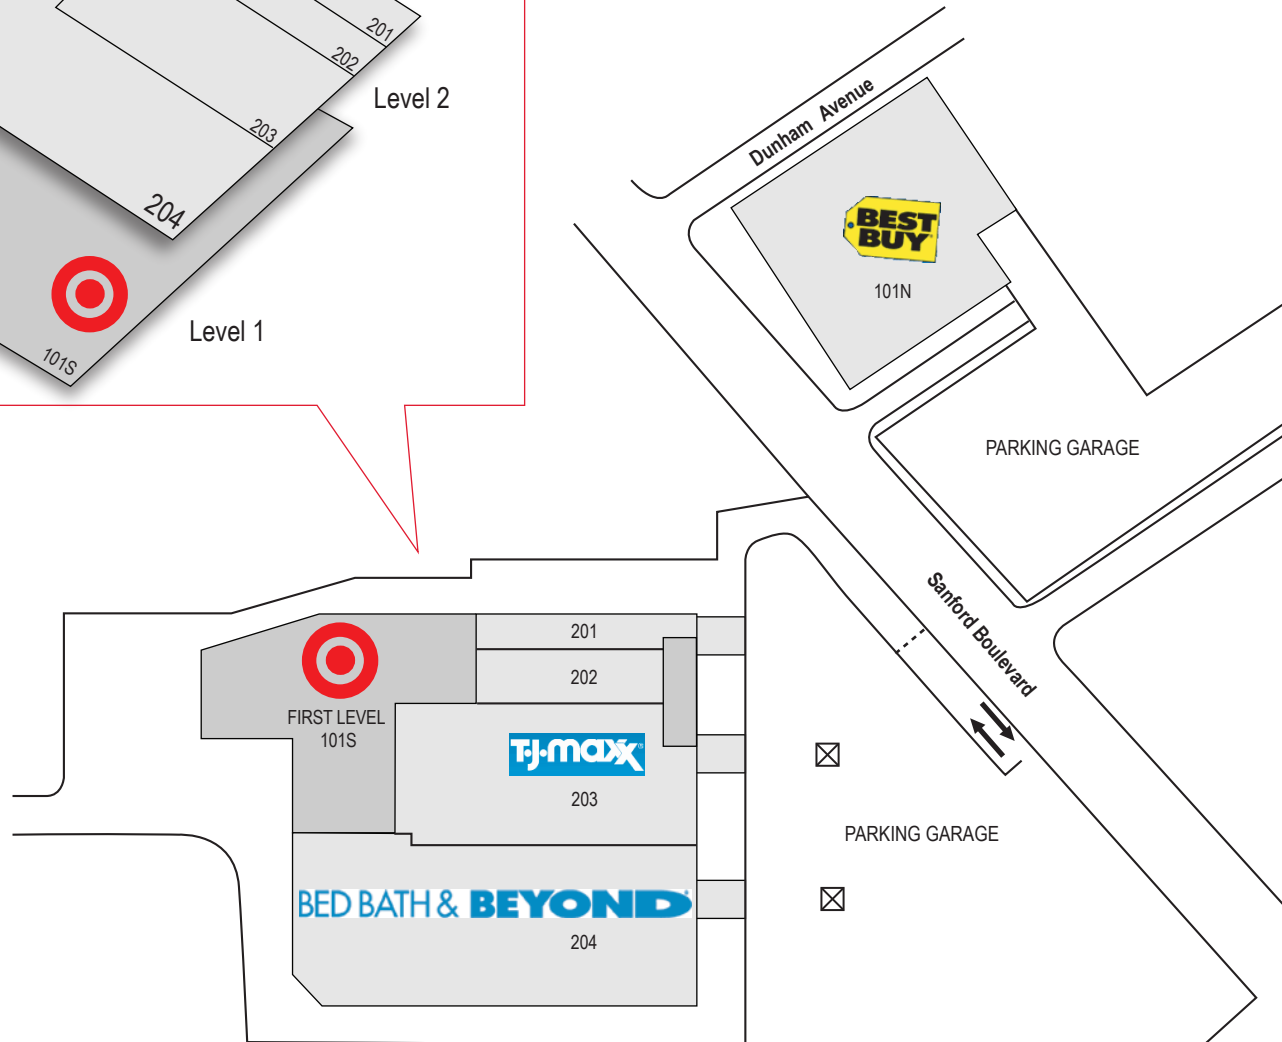 201
202
Level 2
203
204
Level 1
101S
Dunham Avenue
BEST
BUY
101N
PARKING GARAGE
Sanford Boulevard
201
202
FIRST LEVEL
101S
T·J·maxx
203
PARKING GARAGE
BED BATH & BEYOND
204